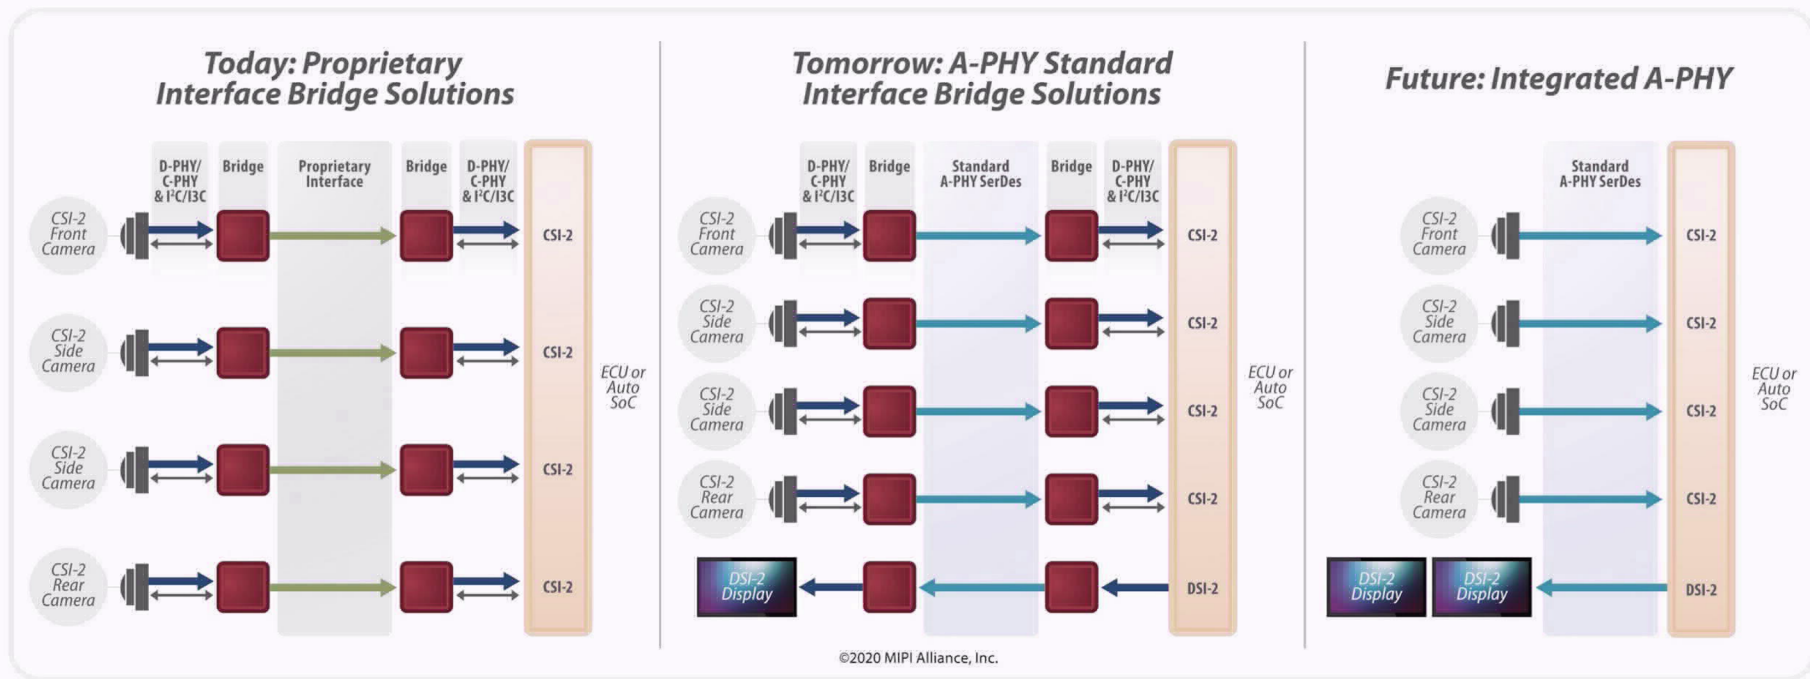 Today: Proprietary
Interface Bridge Solutions
D-PHY/
C-PHY
& I²C/I3C
Bridge
Proprietary
Interface
Bridge
D-PHY/
C-PHY
& I²C/I3C
CSI-2
Front
Camera
CSI-2
CSI-2
Side
Camera
CSI-2
CSI-2
Side
Camera
CSI-2
CSI-2
Rear
Camera
CSI-2
ECU or
Auto
SoC
Tomorrow: A-PHY Standard
Interface Bridge Solutions
D-PHY/
C-PHY
& I²C/I3C
Bridge
Standard
A-PHY SerDes
Bridge
D-PHY/
C-PHY
& I²C/I3C
CSI-2
Front
Camera
CSI-2
CSI-2
Side
Camera
CSI-2
CSI-2
Side
Camera
CSI-2
CSI-2
Rear
Camera
CSI-2
DSI-2
Display
DSI-2
ECU or
Auto
SoC
Future: Integrated A-PHY
Standard
A-PHY SerDes
CSI-2
Front
Camera
CSI-2
CSI-2
Side
Camera
CSI-2
CSI-2
Side
Camera
CSI-2
CSI-2
Rear
Camera
CSI-2
DSI-2
Display
DSI-2
Display
DSI-2
ECU or
Auto
SoC
©2020 MIPI Alliance, Inc.